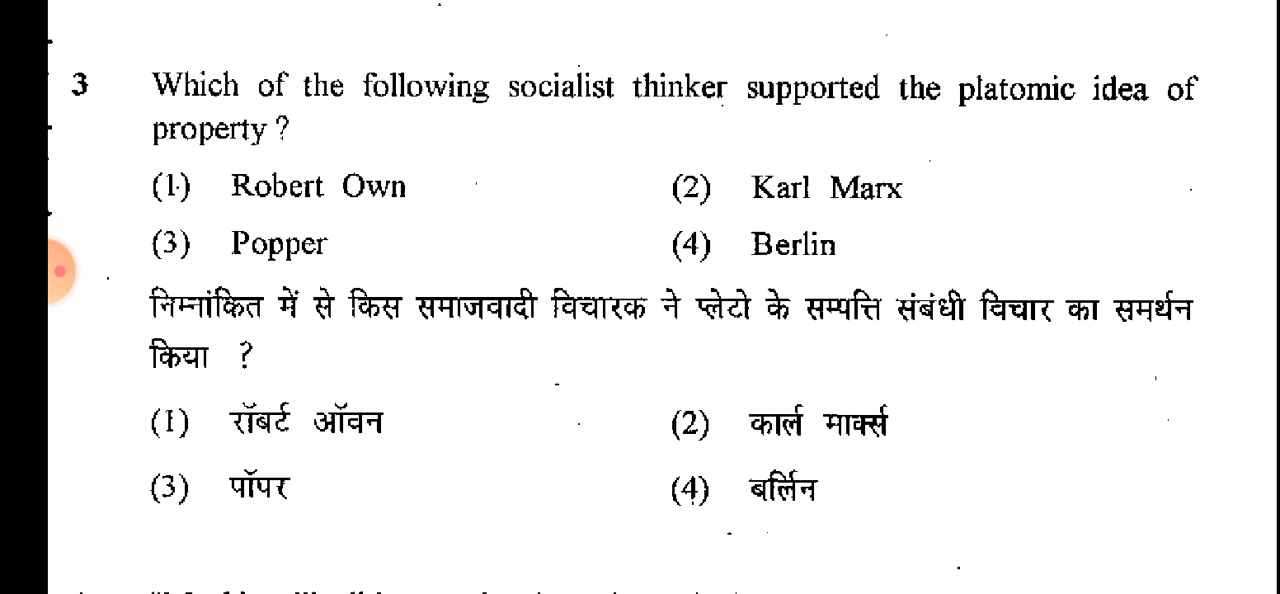 3 Which of the following socialist thinker supported the platomic idea of
property ?
(1) Robert Own (2) Karl Marx
(3) Popper (4) Berlin
निम्नांकित में से किस समाजवादी विचारक ने प्लेटो के सम्पत्ति संबंधी विचार का समर्थन
किया ?
(1) रॉबर्ट ऑवन (2) कार्ल मार्क्स
(3) पॉपर (4) बर्लिन